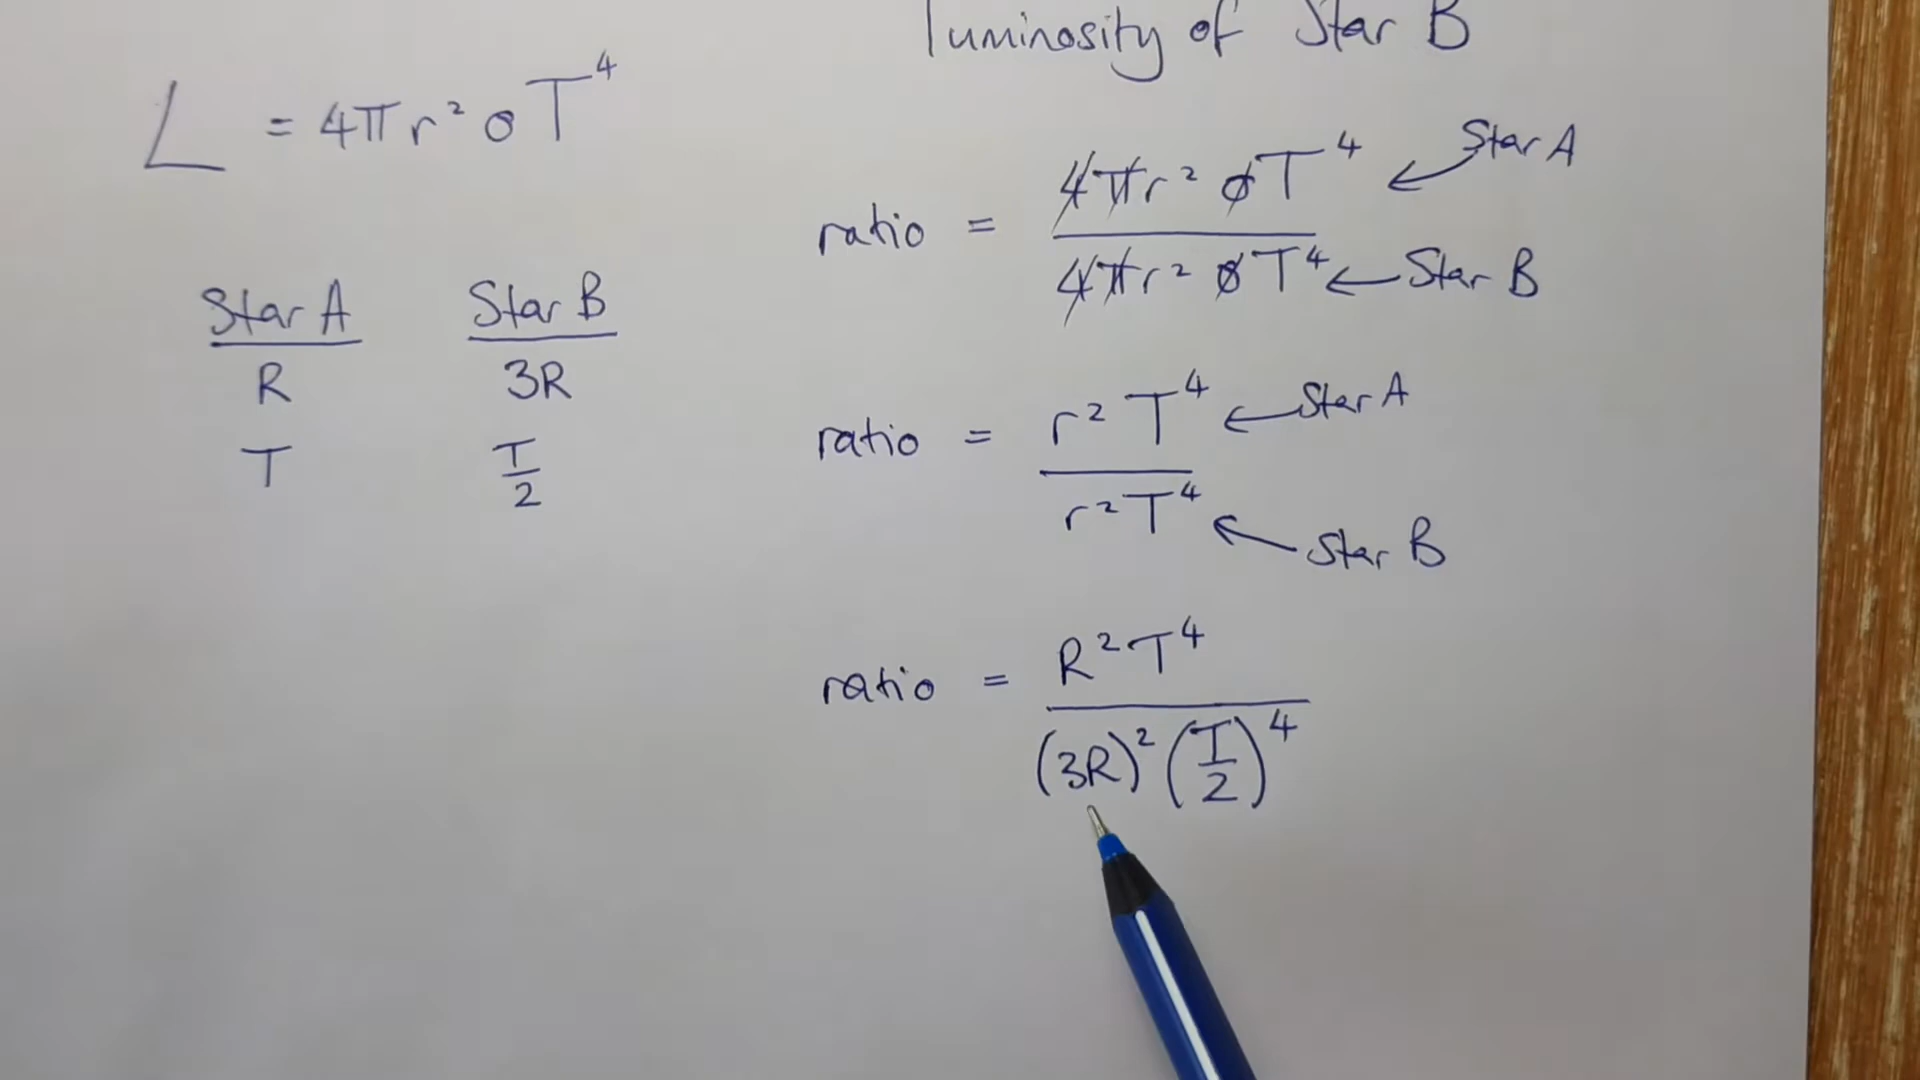 luminosity of Star B
L = 4πr²σT⁴
ratio = 4πr²σT⁴ ← Star A
4πr²σT⁴ ← Star B
Star A Star B
R 3R
T T/2
ratio = r²T⁴ ← Star A
r²T⁴ ← Star B
ratio = R²T⁴
(3R)²(T/2)⁴